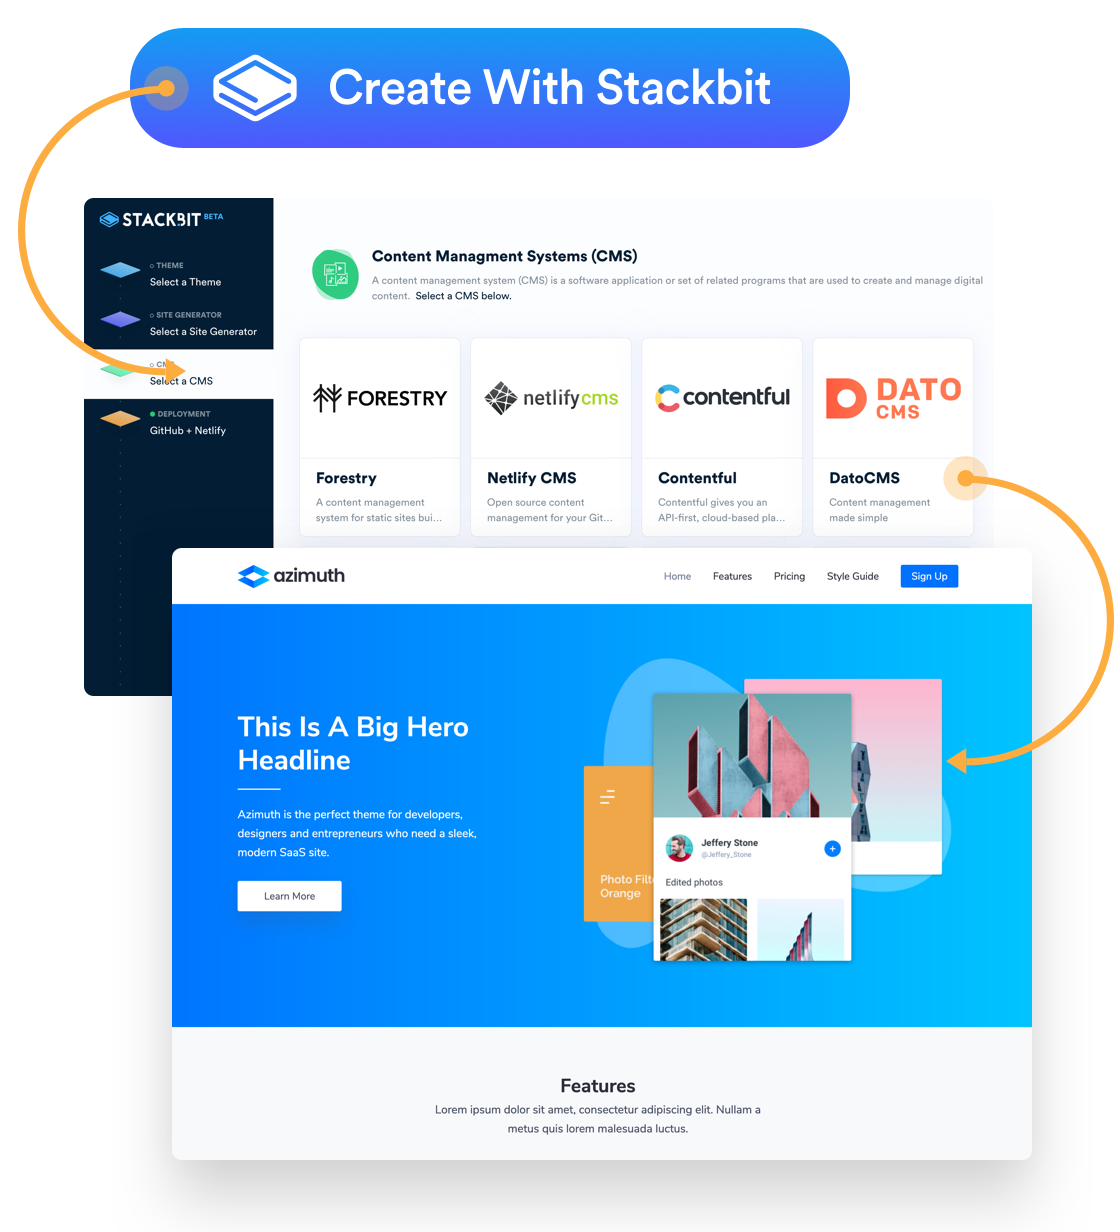 Create With Stackbit
STACKBIT BETA
THEME
Select a Theme
SITE GENERATOR
Select a Site Generator
Select a CMS
DEPLOYMENT
GitHub + Netlify
Content Managment Systems (CMS)
A content management system (CMS) is a software application or set of related programs that are used to create and manage digital
content. Select a CMS below.
FORESTRY
Forestry
A content management
system for static sites bui...
netlifycms
Netlify CMS
Open source content
management for your Git...
contentful
Contentful
Contentful gives you an
API-first, cloud-based pla...
DATO
CMS
DatoCMS
Content management
made simple
azimuth
Home
Features
Pricing
Style Guide
Sign Up
This Is A Big Hero
Headline
Azimuth is the perfect theme for developers,
designers and entrepreneurs who need a sleek,
modern SaaS site.
Learn More
Photo Filt
Orange
Jeffery Stone
@Jeffery_Stone
Edited photos
Features
Lorem ipsum dolor sit amet, consectetur adipiscing elit. Nullam a
metus quis lorem malesuada luctus.